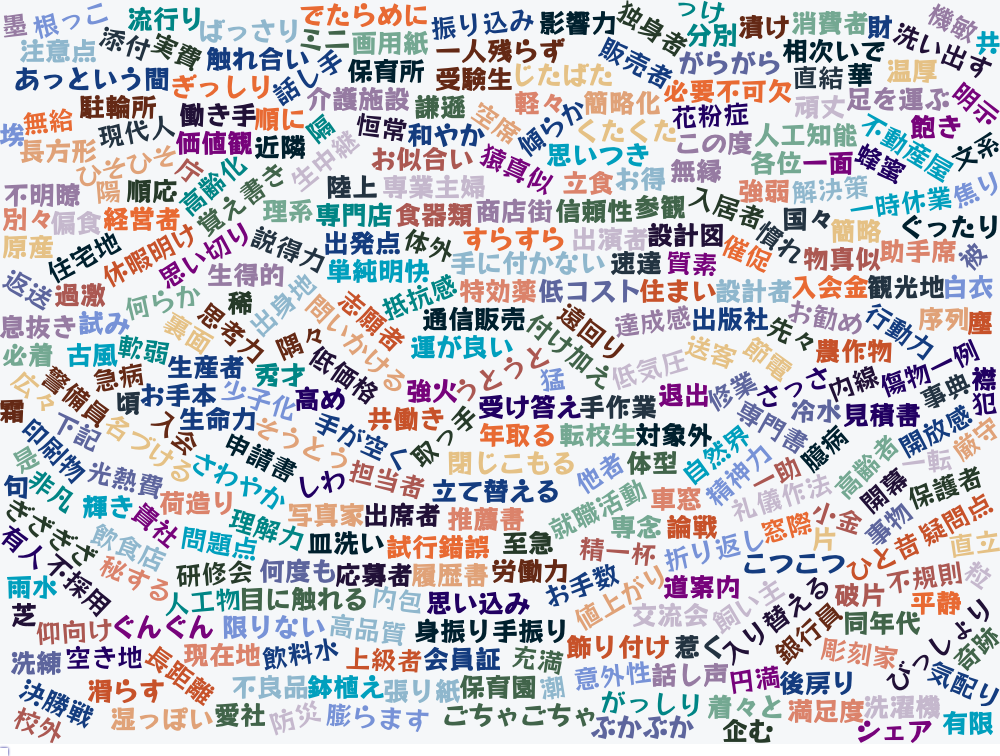 墨
根っこ
流行り
ばっさり
でたらめに
振り込み
影響力
独身者
っけ
分別
漬け
消費者
財
機敏
共
注意点
添付
実費
触れ合い
ミニ
画用紙
一人残らず
販売者
がらがら
相次いで
洗い出す
あっという間
ぎっしり
話し手
保育所
受験生
じたばた
必要不可欠
直結
華
温厚
駐輪所
働き手
順に
介護施設
謙遜
空席
軽々
簡略化
花粉症
頑丈
足を運ぶ
明示
埃
無給
現代人
価値観
近隣
隔
恒常
和やか
傾らか
くたくた
この度
人工知能
不動産屋
飽き
文系
長方形
ひそひそ
庁
高齢化
生中継
お似合い
猿真似
思いつき
無縁
各位
一面
蜂蜜
不明瞭
陽
順応
覚え書き
陸上
専業主婦
立食
お得
強弱
解決策
一時休業
焦り
別々
偏食
経営者
理系
専門店
食器類
商店街
信頼性
参観
入居者
国々
簡略
ぐったり
原産
住宅地
休暇明け
思い切り
説得力
出発点
体外
すらすら
出演者
設計図
催促
慣れ
物真似
助手席
被
返送
過激
何らか
生得的
単純明快
手に付かない
速達
質素
入会金
観光地
白衣
稀
出身地
問いかける
志願者
抵抗感
特効薬
低コスト
住まい
設計者
息抜き
試み
裏面
思考力
隅々
通信販売
付け加え
遠回り
達成感
出版社
先々
お勧め
行動力
序列
塵
必着
古風
軟弱
生産者
秀才
低価格
運が良い
低気圧
送客
節電
農作物
広々
警備員
急病
頃
お手本
少子化
高め
強火
うとうと
猛
受け答え
手作業
退出
修業
さっさ
内線
傷物
一例
事典
襟
犯
霜
下記
名づける
入会
生命力
そうとう
手が空く
共働き
取っ手
年取る
転校生
対象外
専門書
冷水
見積書
印刷物
是
非凡
光熱費
さわやか
申請書
しわ
担当者
閉じこもる
他者
体型
自然界
精神力
一助
臆病
高齢者
開放感
一転
厳守
句
輝き
貴社
荷造り
理解力
写真家
出席者
推薦書
立て替える
就職活動
専念
車窓
論戦
礼儀作法
窓際
小金
片
開幕
事物
保護者
ぎざぎざ
有人
飲食店
問題点
皿洗い
試行錯誤
至急
精一杯
折り返し
こつこつ
ひと昔
疑問点
直立
不採用
秘する
研修会
何度も
応募者
履歴書
労働力
お手数
値上がり
道案内
破片
不規則
粒
雨水
人工物
目に触れる
内包
思い込み
交流会
飼い主
入り替える
銀行員
同年代
平静
芝
仰向け
ぐんぐん
限りない
高品質
身振り手振り
飾り付け
惹く
彫刻家
びっしょり
奇跡
洗練
空き地
長距離
現在地
飲料水
上級者
会員証
充満
意外性
話し声
円満
後戻り
気配り
決勝戦
滑らす
不良品
鉢植え
張り紙
保育園
潮
がっしり
着々と
満足度
洗濯機
校外
湿っぽい
愛社
防災
膨らます
ごちゃごちゃ
ぶかぶか
企む
シェア
有限